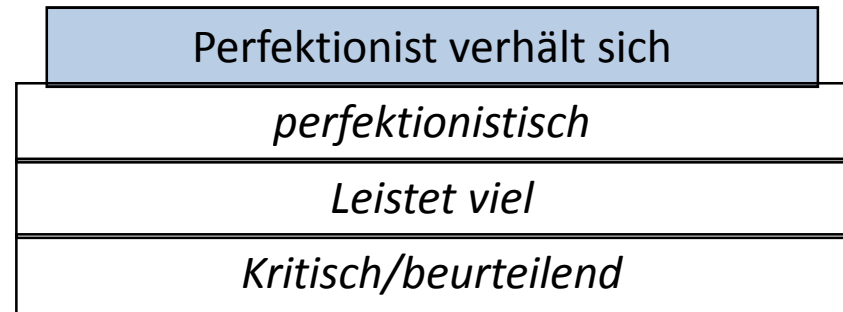 Perfektionist verhält sich
perfektionistisch
Leistet viel
Kritisch/beurteilend